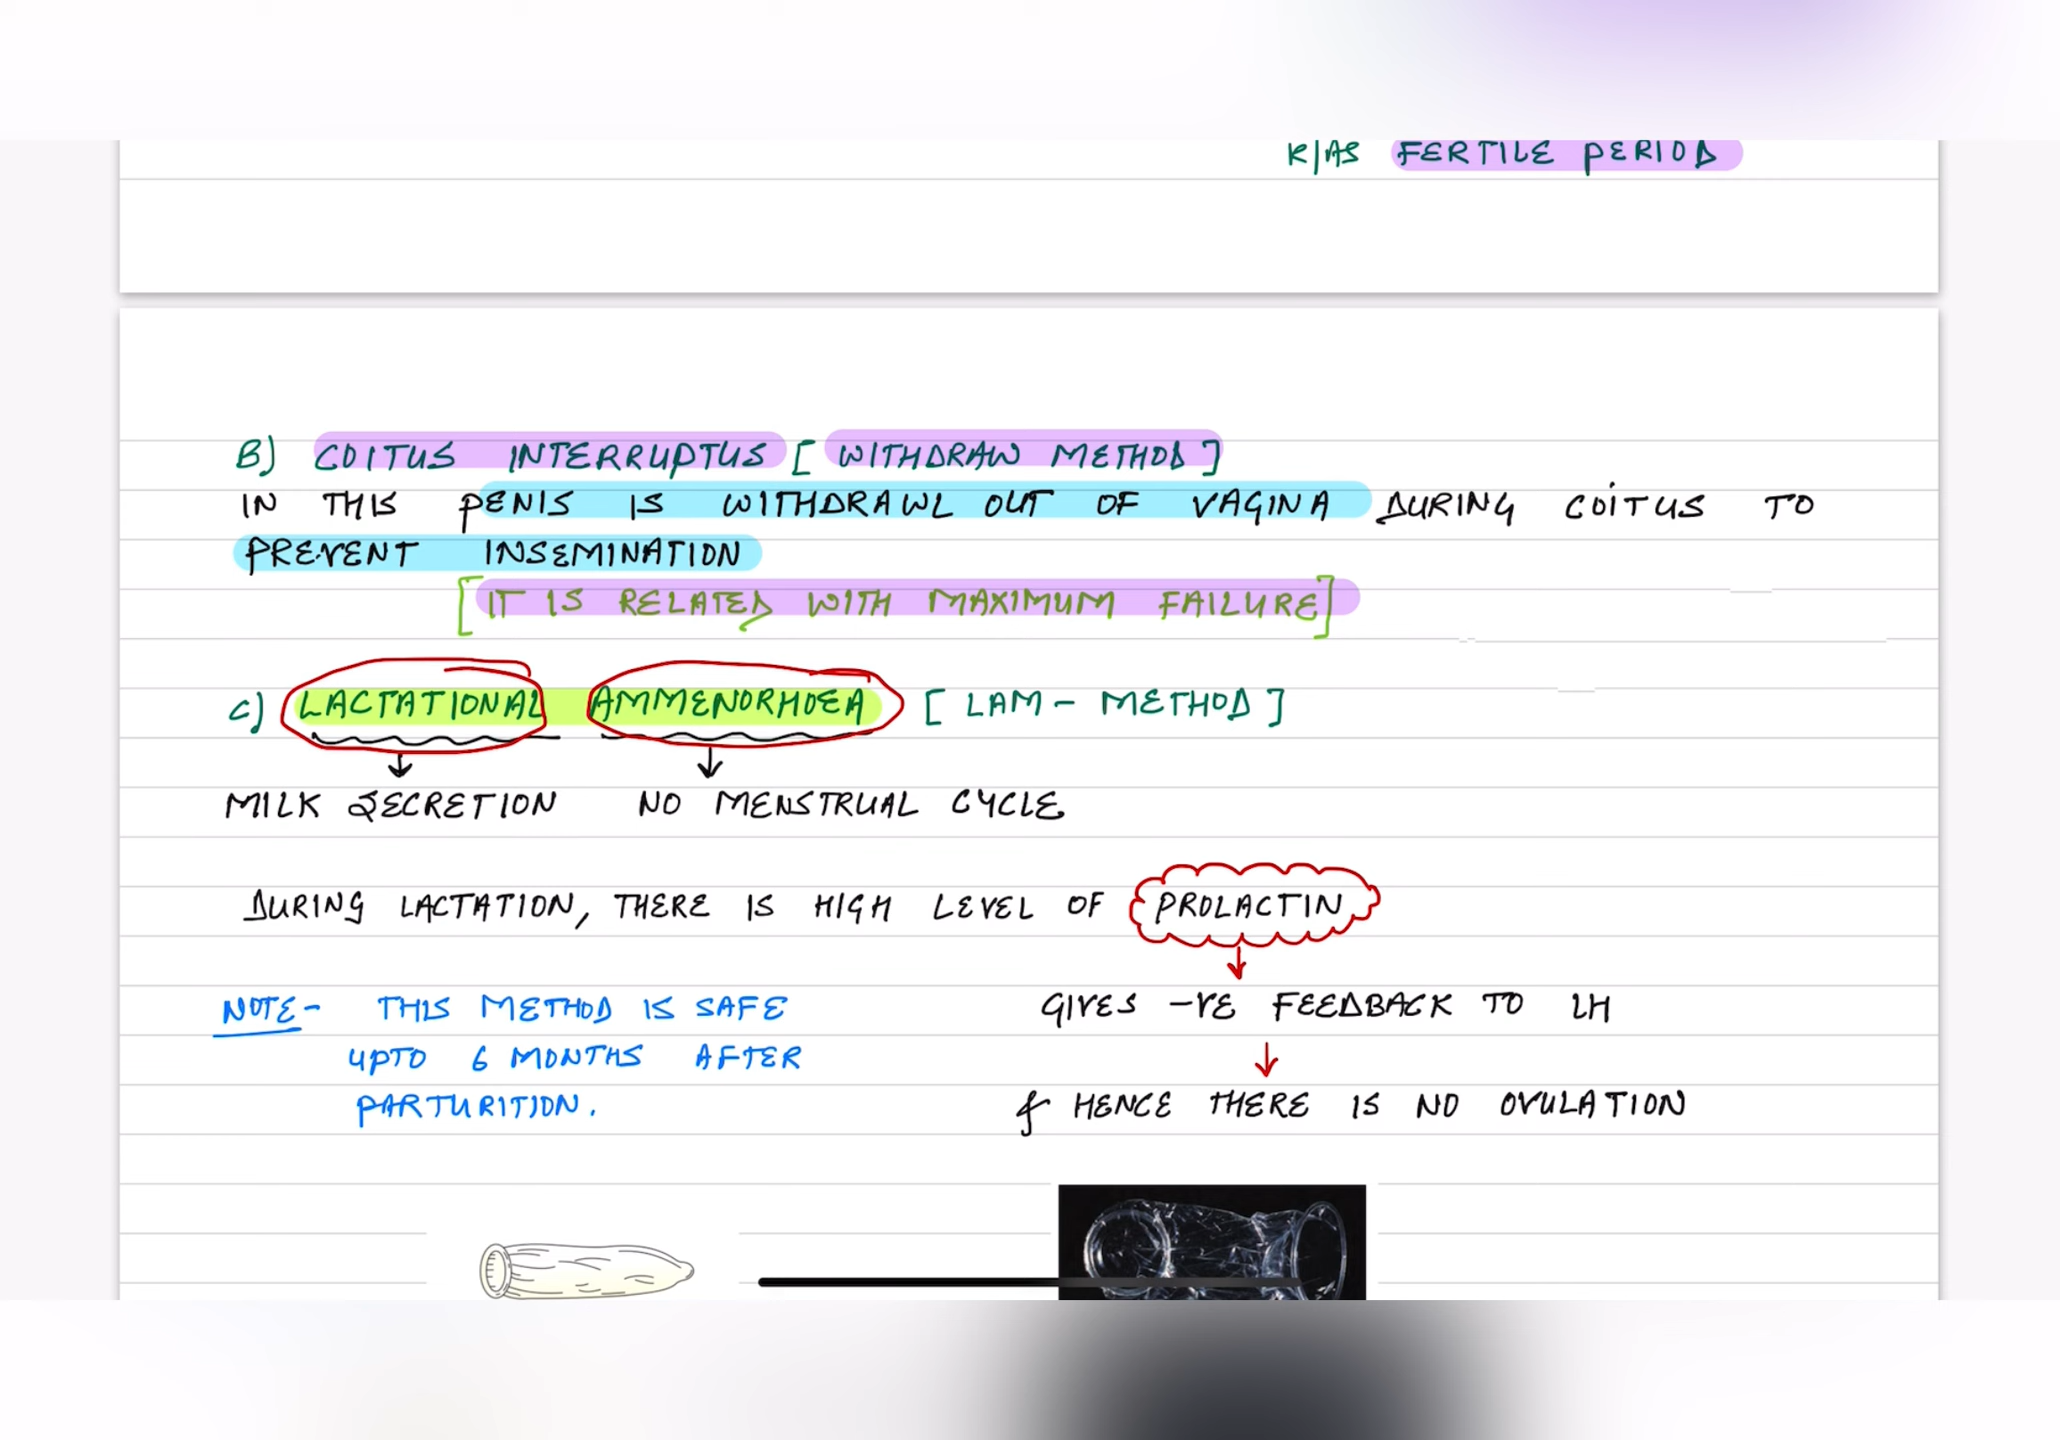 K/AS FERTILE PERIOD
B) COITUS INTERRUPTUS [ WITHDRAW METHOD ]
IN THIS PENIS IS WITHDRAWL OUT OF VAGINA DURING COITUS TO
PREVENT INSEMINATION
[IT IS RELATED WITH MAXIMUM FAILURE]
C) LACTATIONAL AMMENORHOEA [ LAM - METHOD ]
MILK SECRETION NO MENSTRUAL CYCLE
DURING LACTATION, THERE IS HIGH LEVEL OF PROLACTIN
NOTE - THIS METHOD IS SAFE
UPTO 6 MONTHS AFTER
PARTURITION.
GIVES -VE FEEDBACK TO LH
& HENCE THERE IS NO OVULATION